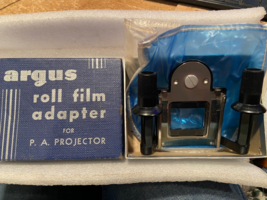 argus
roll film
adapter
FOR
P. A. PROJECTOR